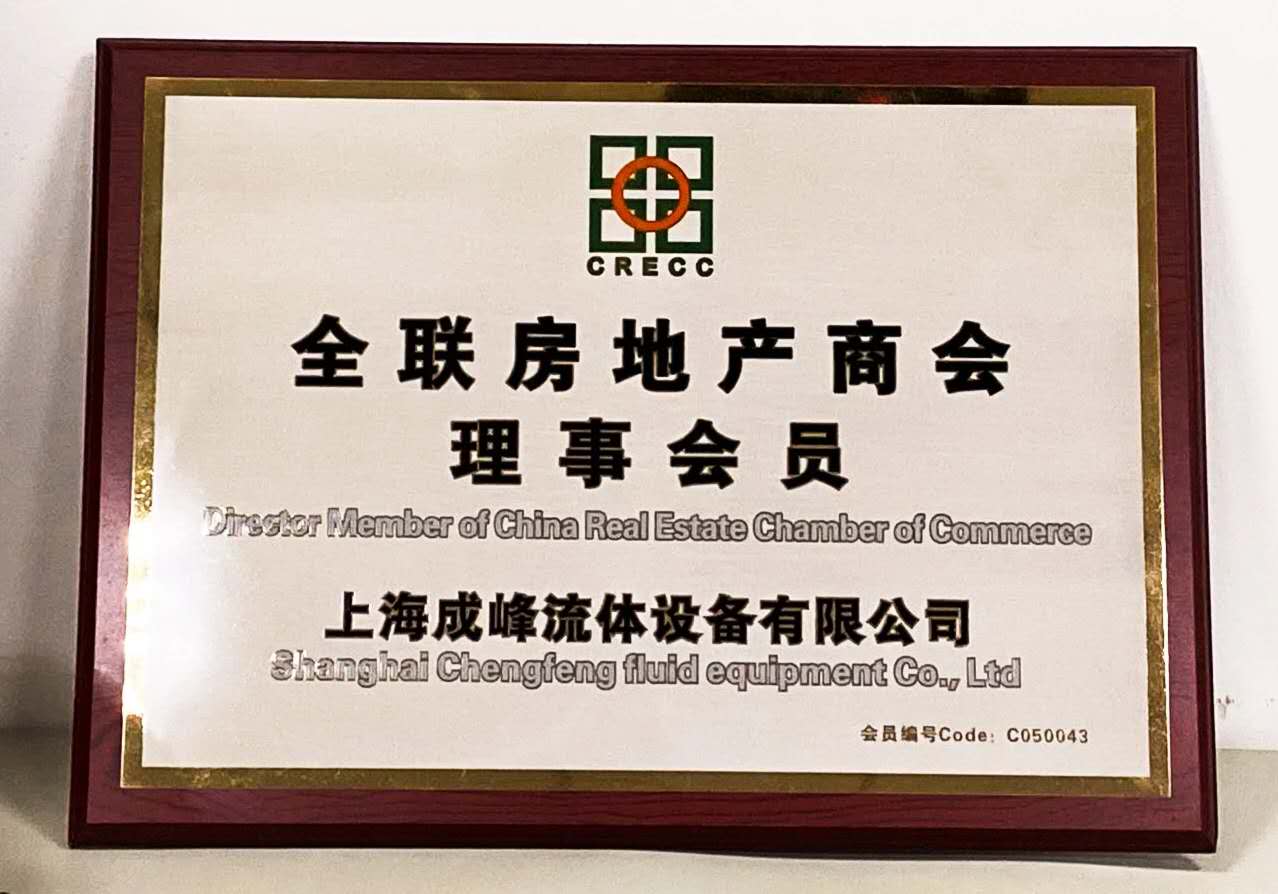 CRECC
全联房地产商会
理事会员
Director Member of China Real Estate Chamber of Commerce
上海成峰流体设备有限公司
Shanghai Chengfeng fluid equipment Co., Ltd
会员编号Code: C050043